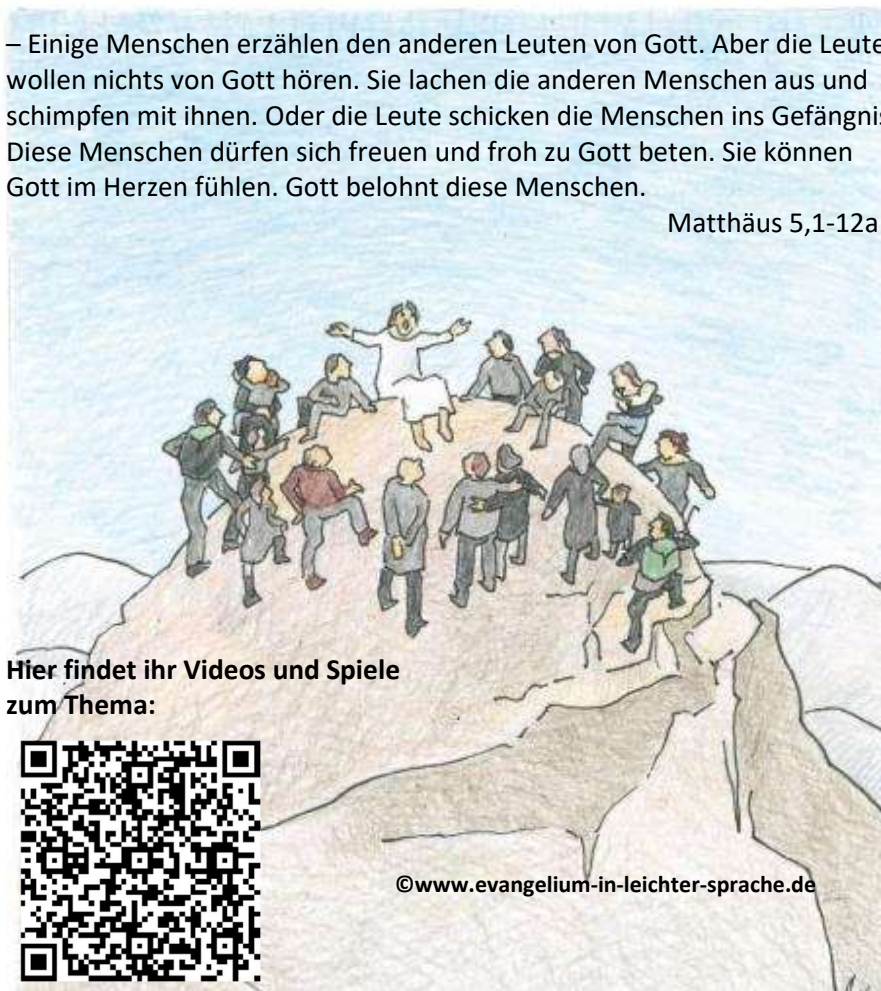 – Einige Menschen erzählen den anderen Leuten von Gott. Aber die Leute
wollen nichts von Gott hören. Sie lachen die anderen Menschen aus und
schimpfen mit ihnen. Oder die Leute schicken die Menschen ins Gefängnis
Diese Menschen dürfen sich freuen und froh zu Gott beten. Sie können
Gott im Herzen fühlen. Gott belohnt diese Menschen.
Matthäus 5,1-12a
Hier findet ihr Videos und Spiele
zum Thema:
©www.evangelium-in-leichter-sprache.de